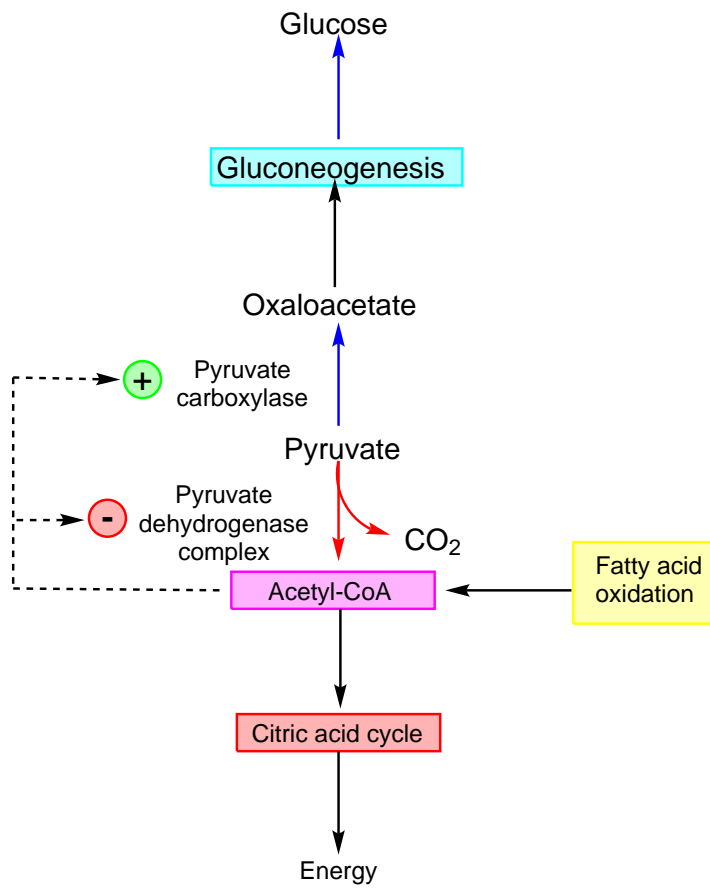 Glucose
Gluconeogenesis
Oxaloacetate
+
Pyruvate
carboxylase
Pyruvate
-
Pyruvate
dehydrogenase
complex
CO2
Fatty acid
oxidation
Acetyl-CoA
Citric acid cycle
Energy